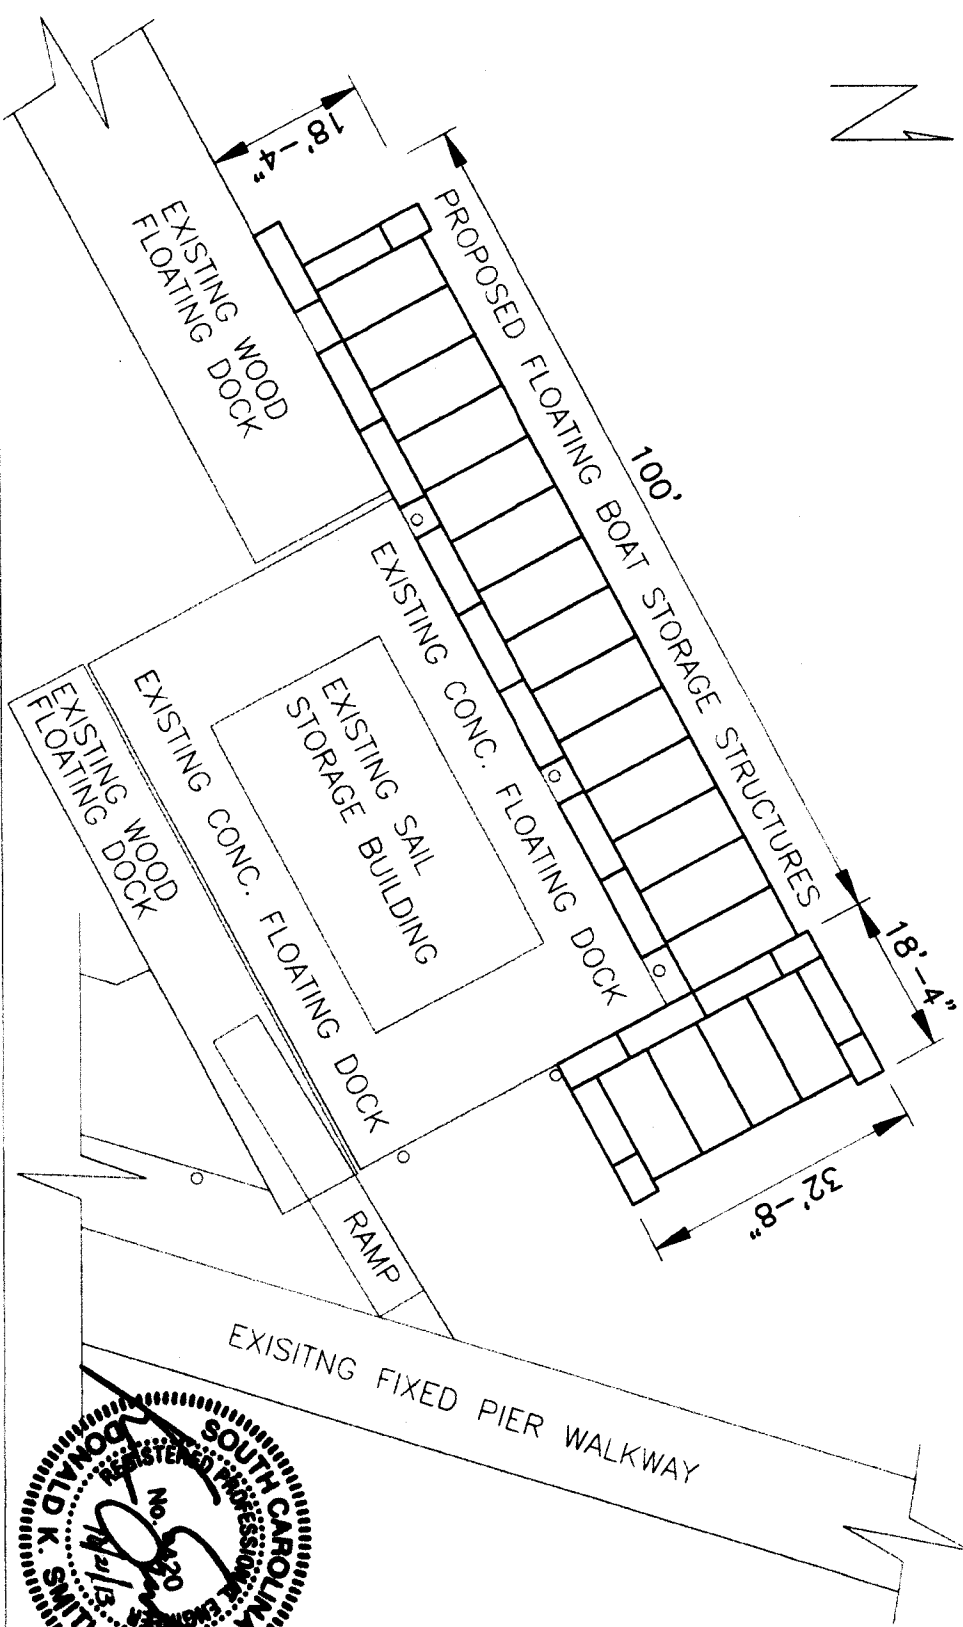 N
18'-4"
PROPOSED FLOATING BOAT STORAGE STRUCTURES
100'
EXISTING WOOD
FLOATING DOCK
EXISTING CONC. FLOATING DOCK
18'-4"
EXISTING SAIL
STORAGE BUILDING
EXISTING CONC. FLOATING DOCK
EXISTING WOOD
FLOATING DOCK
32'-8"
RAMP
EXISITNG FIXED PIER WALKWAY
SOUTH CAROLINA
REGISTERED PROFESSIONAL ENGINEER
No.
DONALD K. SMITH